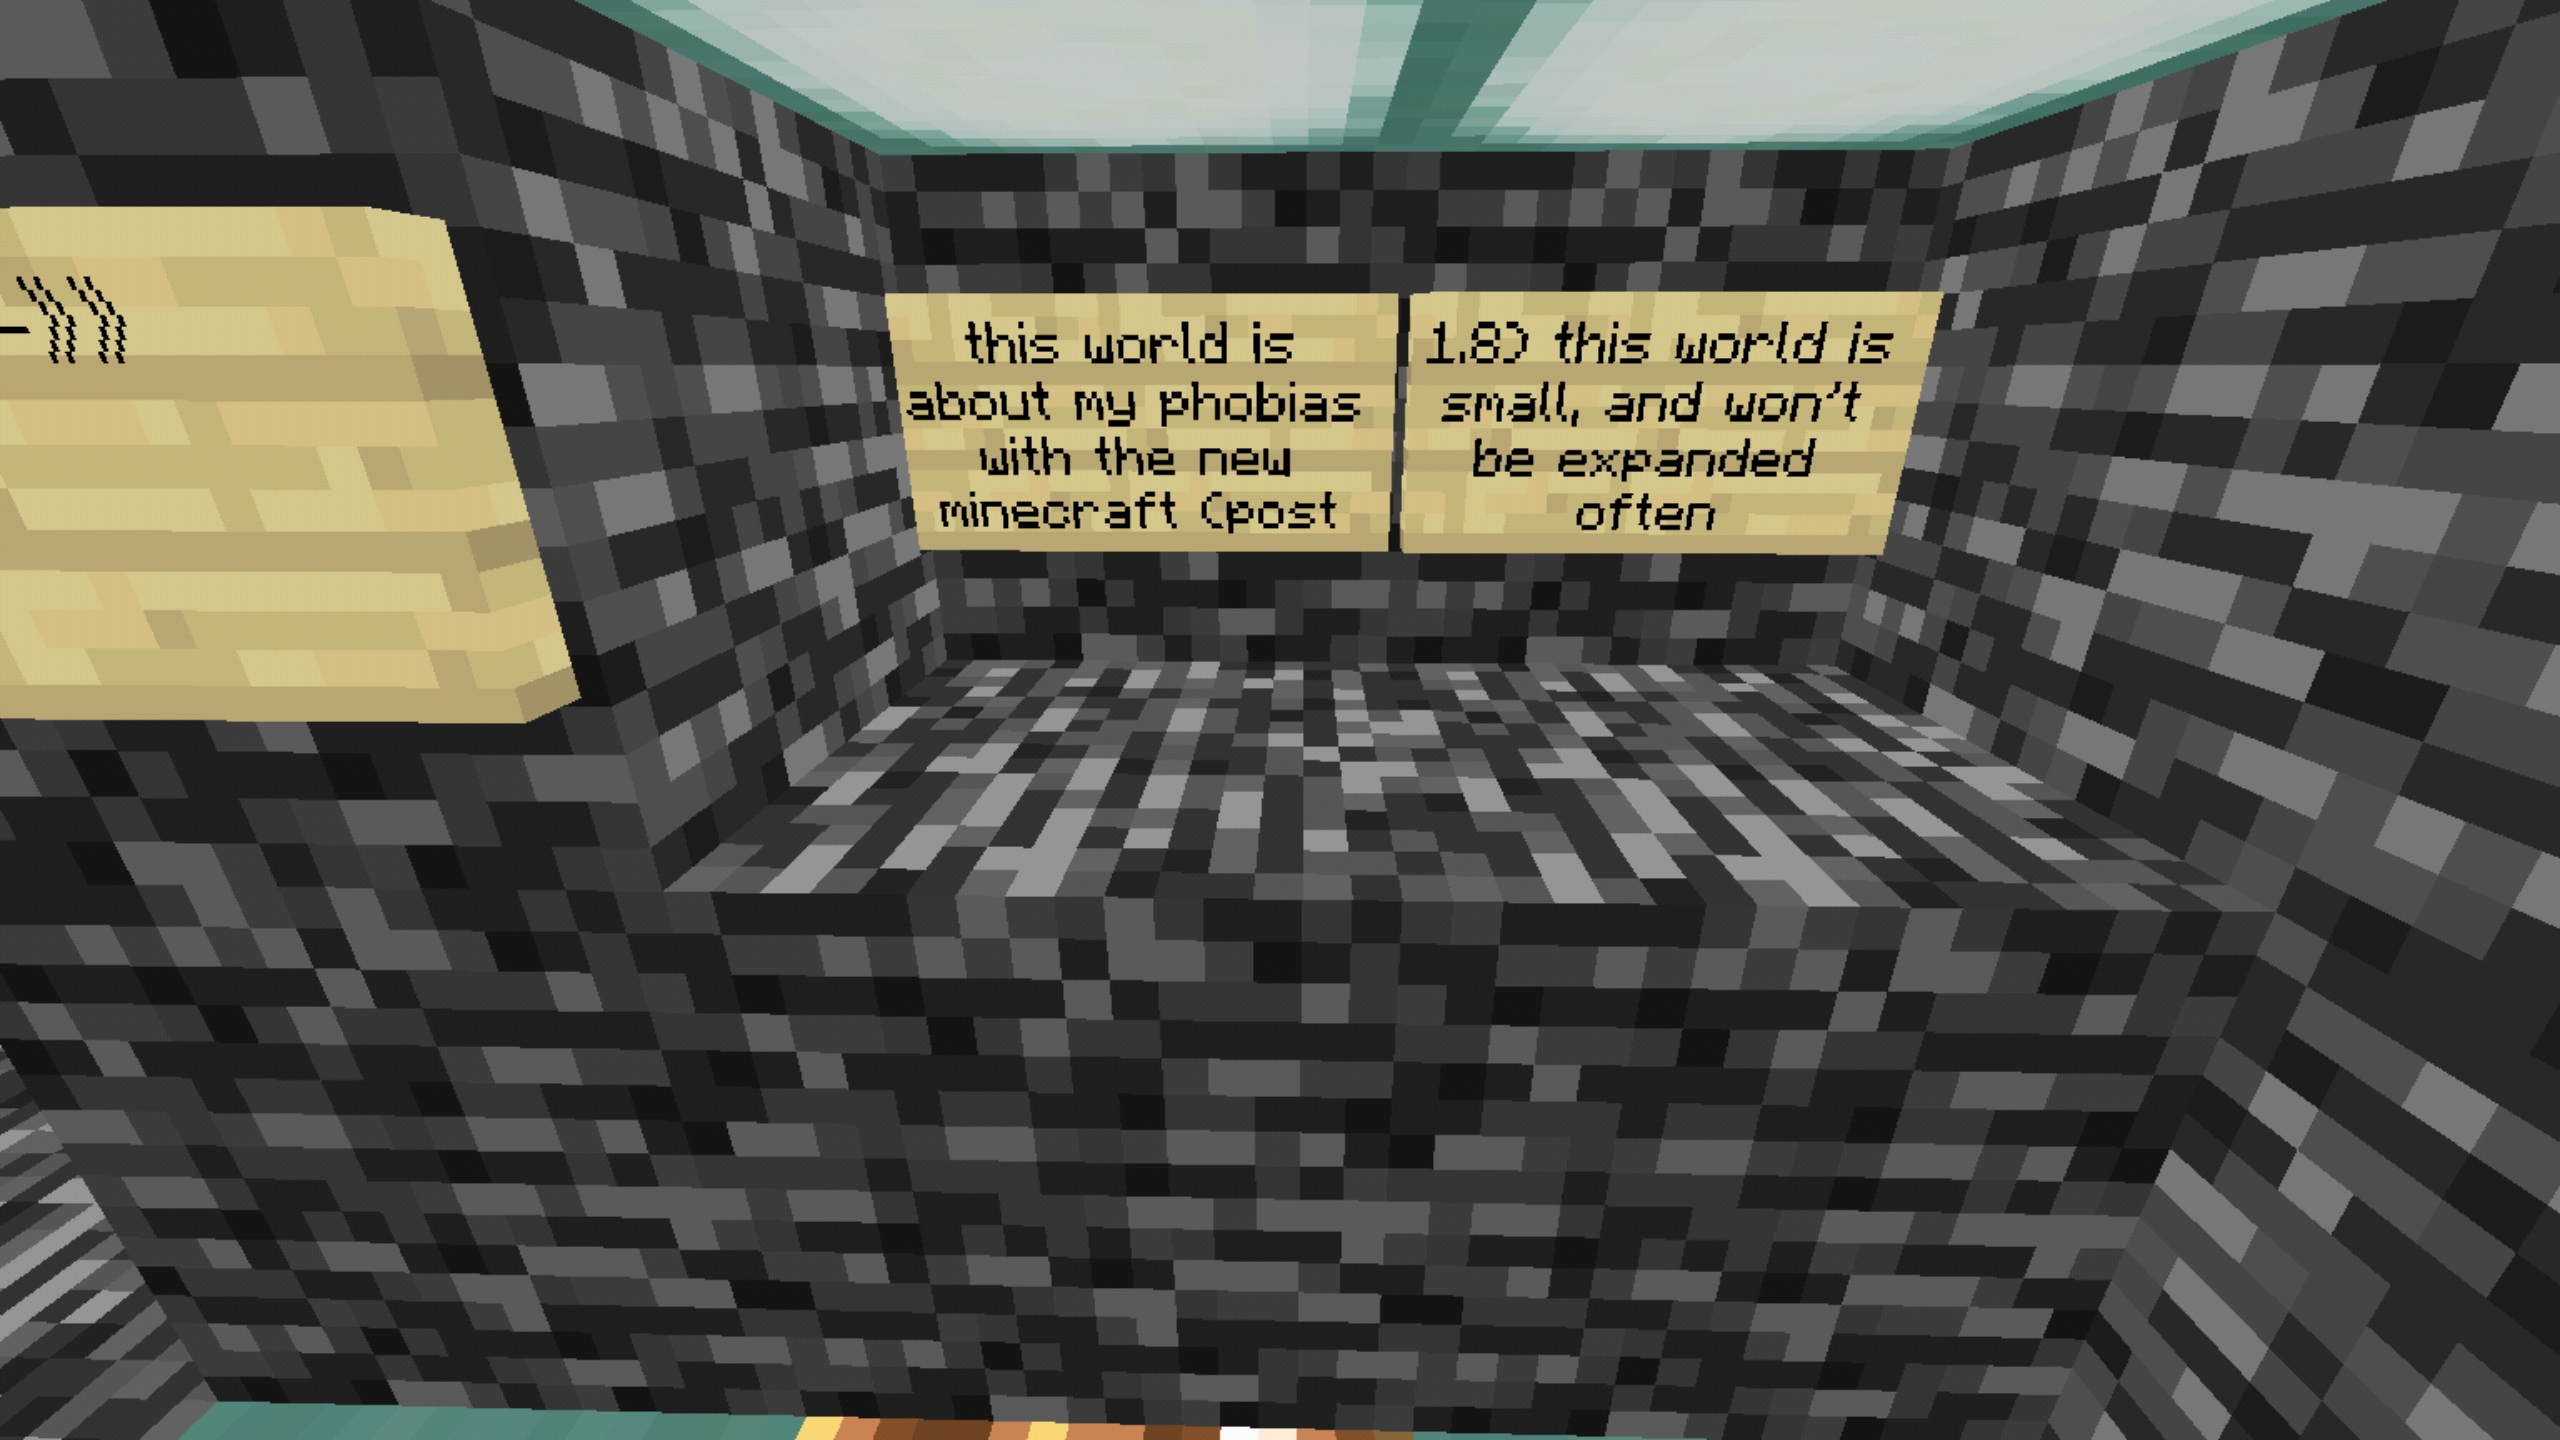 this world is
about my phobias
with the new
minecraft (post
1.8) this world is
small, and won't
be expanded
often